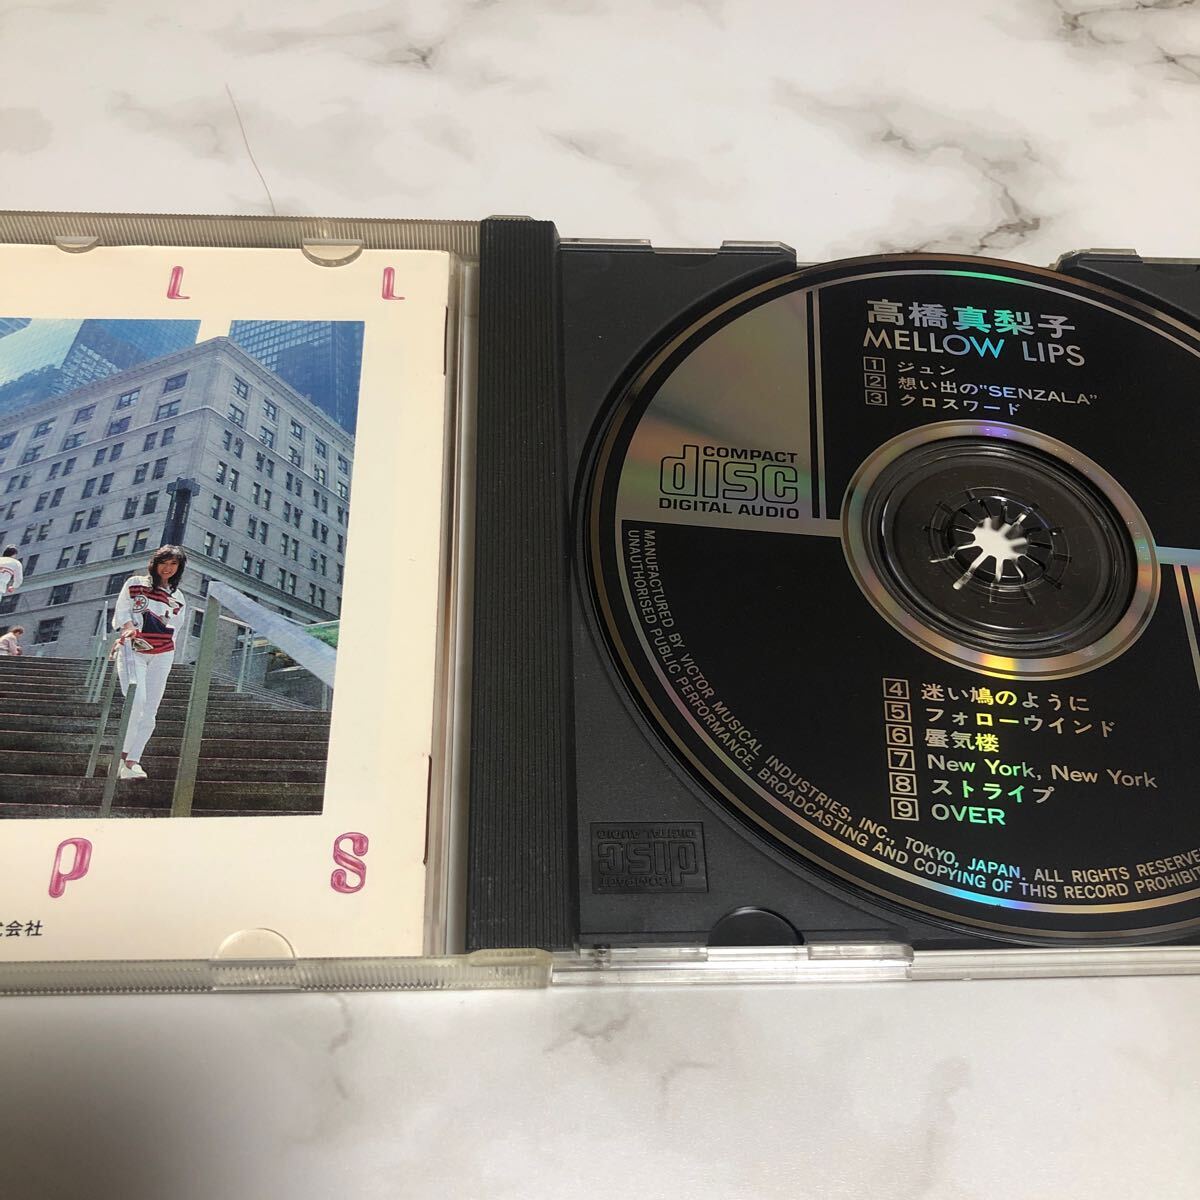 L L
P S
式会社
高橋真梨子
MELLOW LIPS
1 ジュン
2 想い出の"SENZALA"
3 クロスワード
COMPACT
disc
DIGITAL AUDIO
4 迷い鳩のように
5 フォローウインド
6 蜃気楼
7 New York, New York
8 ストライプ
9 OVER
MANUFACTURED BY VICTOR MUSICAL INDUSTRIES, INC., TOKYO, JAPAN. ALL RIGHTS RESERVE
UNAUTHORISED PUBLIC PERFORMANCE, BROADCASTING AND COPYING OF THIS RECORD PROHIBIT
COMPACT
disc
DIGITAL AUDIO